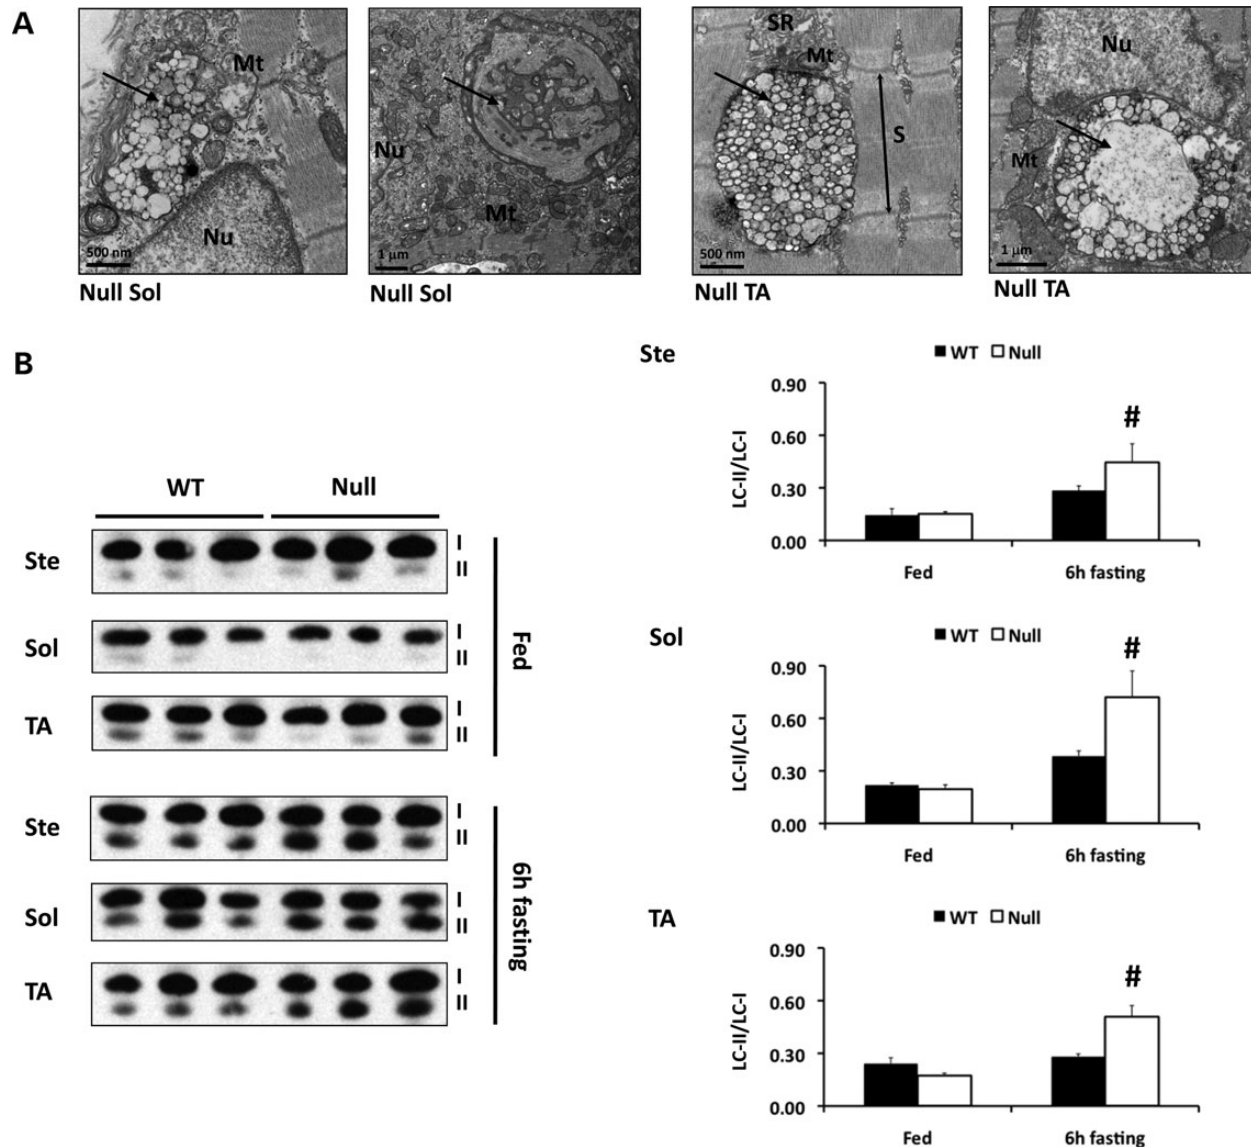 A
Mt
Nu
500 nm
Null Sol
Nu
Mt
1 µm
Null Sol
SR
Mt
S
500 nm
Null TA
Nu
Mt
1 µm
Null TA
B
WT Null
Ste I
II
Sol I
II
TA I
II
Fed
Ste I
II
Sol I
II
TA I
II
6h fasting
Ste
WT Null
0.90
0.60
0.30
0.00
LC-II/LC-I
#
Fed 6h fasting
Sol
WT Null
0.90
0.60
0.30
0.00
LC-II/LC-I
#
Fed 6h fasting
TA
WT Null
0.90
0.60
0.30
0.00
LC-II/LC-I
#
Fed 6h fasting